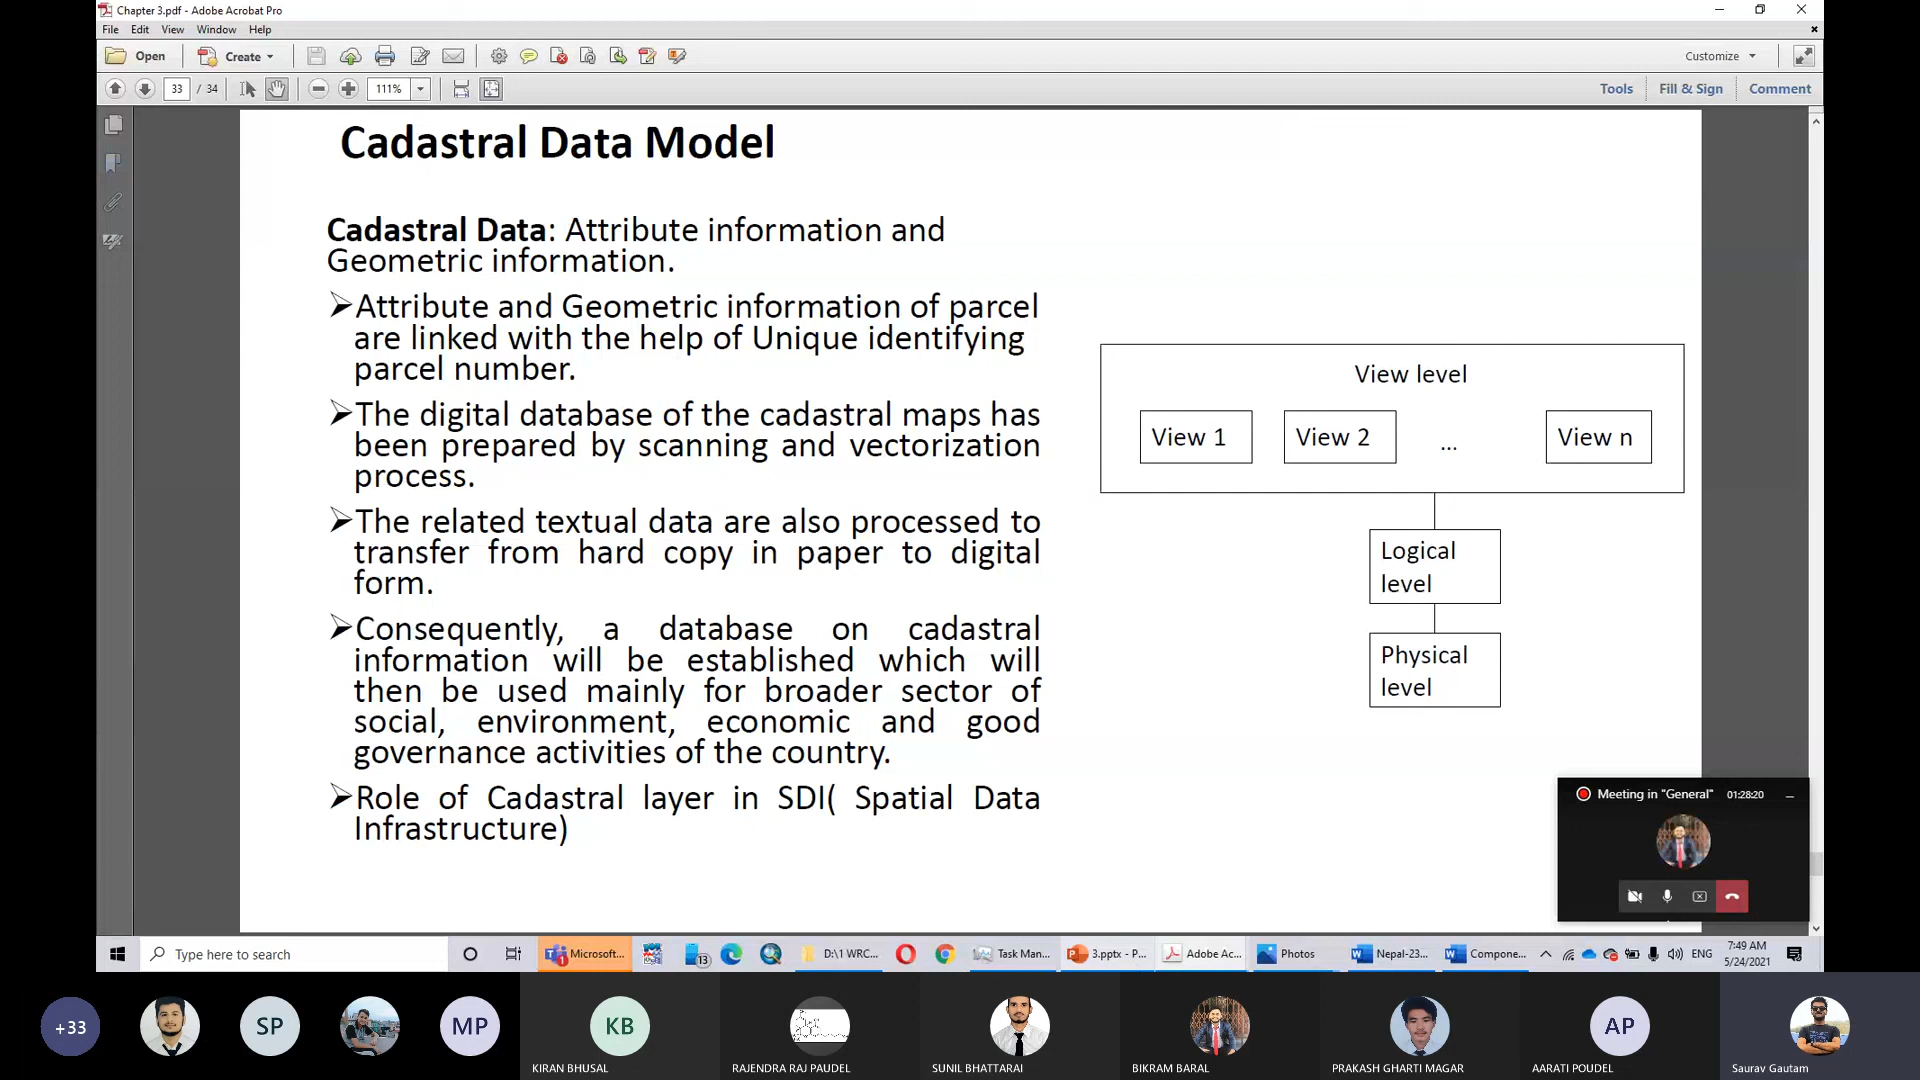 Chapter 3.pdf - Adobe Acrobat Pro
File Edit View Window Help
Open Create Customize
33 / 34 111% Tools Fill & Sign Comment
Cadastral Data Model
Cadastral Data: Attribute information and
Geometric information.
➢Attribute and Geometric information of parcel
are linked with the help of Unique identifying
parcel number.
➢The digital database of the cadastral maps has
been prepared by scanning and vectorization
process.
➢The related textual data are also processed to
transfer from hard copy in paper to digital
form.
➢Consequently, a database on cadastral
information will be established which will
then be used mainly for broader sector of
social, environment, economic and good
governance activities of the country.
➢Role of Cadastral layer in SDI( Spatial Data
Infrastructure)
View level
View 1 View 2 ... View n
Logical
level
Physical
level
Meeting in "General" 01:28:20
Type here to search Microsoft... 13 D:\1 WRC... Task Man... 3.pptx - P... Adobe Ac... Photos Nepal-23... Compone... ENG 7:49 AM
5/24/2021
+33 SP MP KB AP
KIRAN BHUSAL RAJENDRA RAJ PAUDEL SUNIL BHATTARAI BIKRAM BARAL PRAKASH GHARTI MAGAR AARATI POUDEL Saurav Gautam